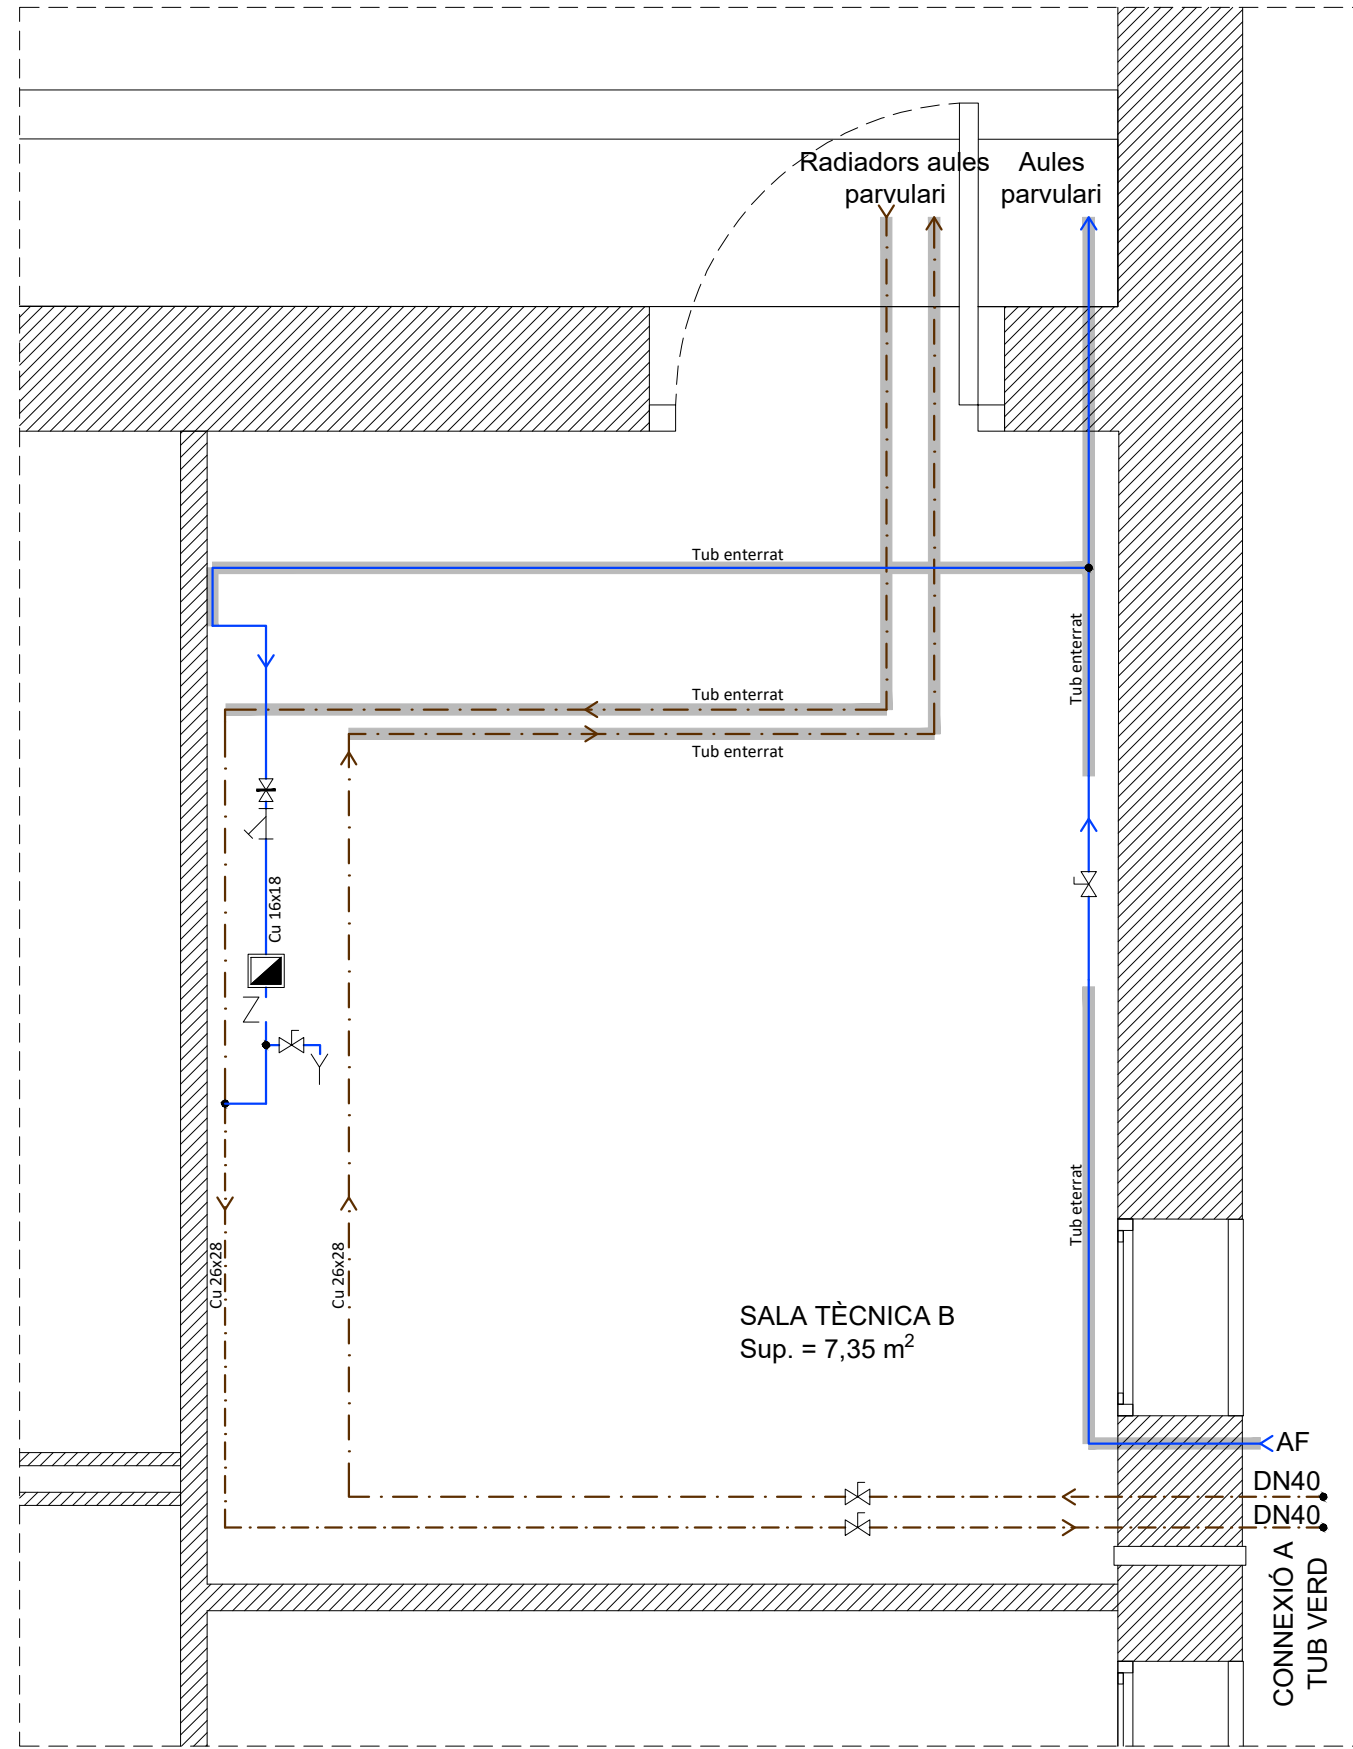 Radiadors aules
parvulari
Aules
parvulari
Tub enterrat
Tub enterrat
Tub enterrat
Tub enterrat
Cu 16x18
Tub eterrat
Cu 26x28
Cu 26x28
SALA TÈCNICA B
Sup. = 7,35 m²
AF
DN40
DN40
CONNEXIÓ A
TUB VERD